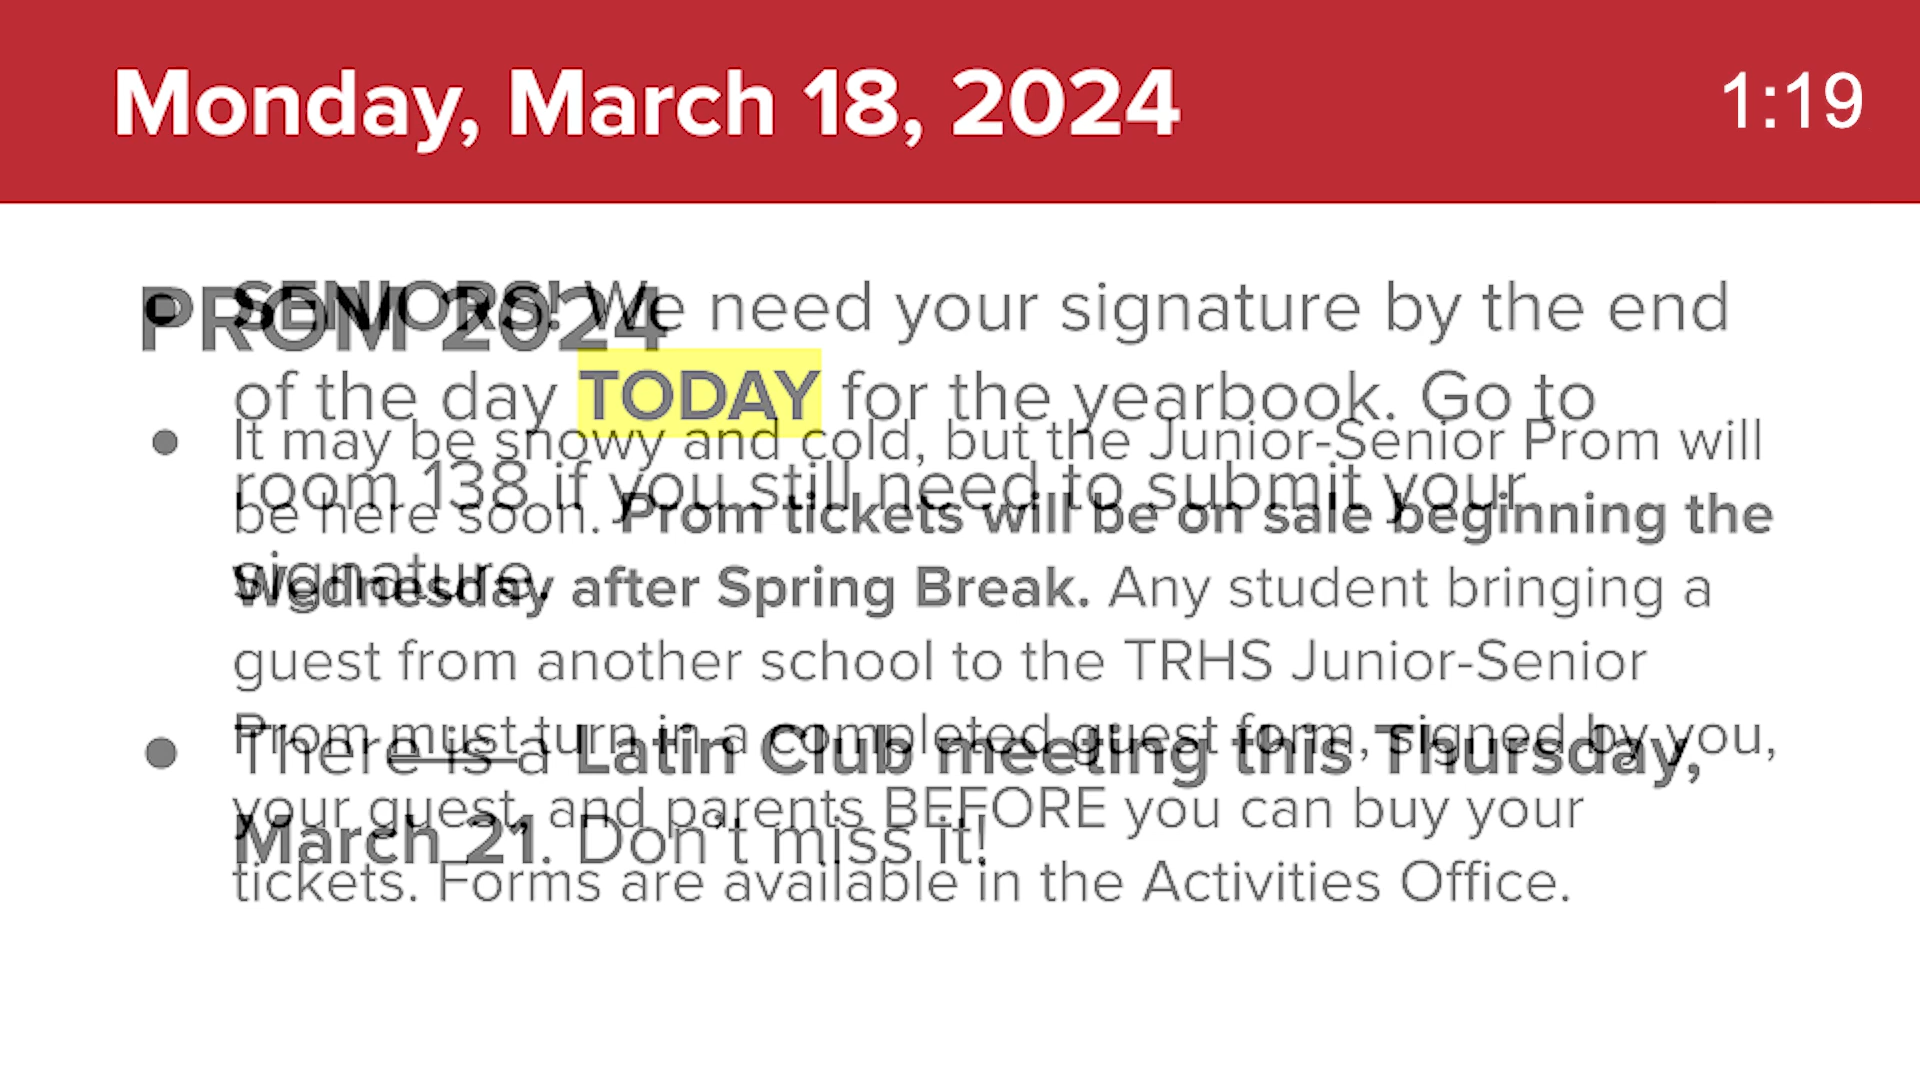 Monday, March 18, 2024
1:19
● SENIORS! We need your signature by the end
of the day TODAY for the yearbook. Go to
room 138 if you still need to submit your
signature.
● There is a Latin Club meeting this Thursday,
March 21. Don't miss it!
PROM 2024
● It may be snowy and cold, but the Junior-Senior Prom will
be here soon. Prom tickets will be on sale beginning the
Wednesday after Spring Break. Any student bringing a
guest from another school to the TRHS Junior-Senior
Prom must turn in a completed guest form, signed by you,
your guest, and parents BEFORE you can buy your
tickets. Forms are available in the Activities Office.